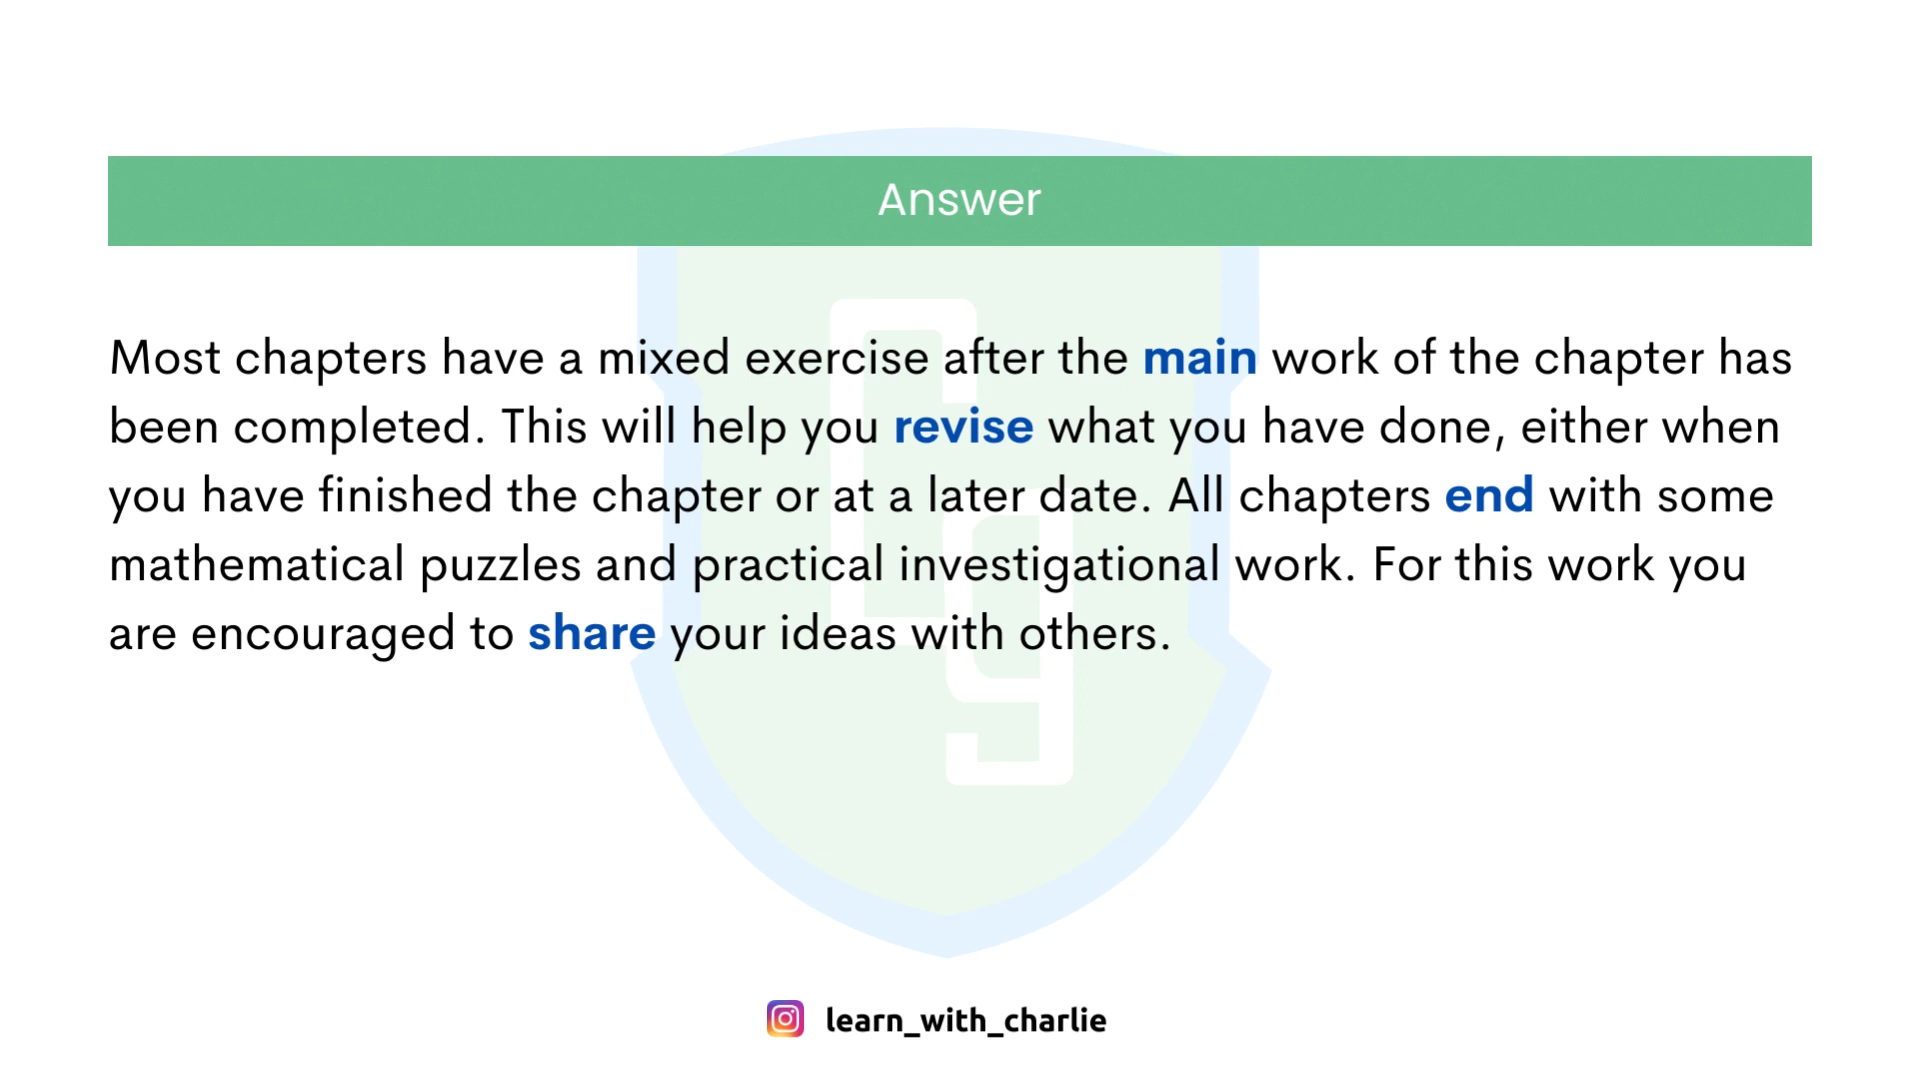 Answer
Most chapters have a mixed exercise after the main work of the chapter has
been completed. This will help you revise what you have done, either when
you have finished the chapter or at a later date. All chapters end with some
mathematical puzzles and practical investigational work. For this work you
are encouraged to share your ideas with others.
learn_with_charlie